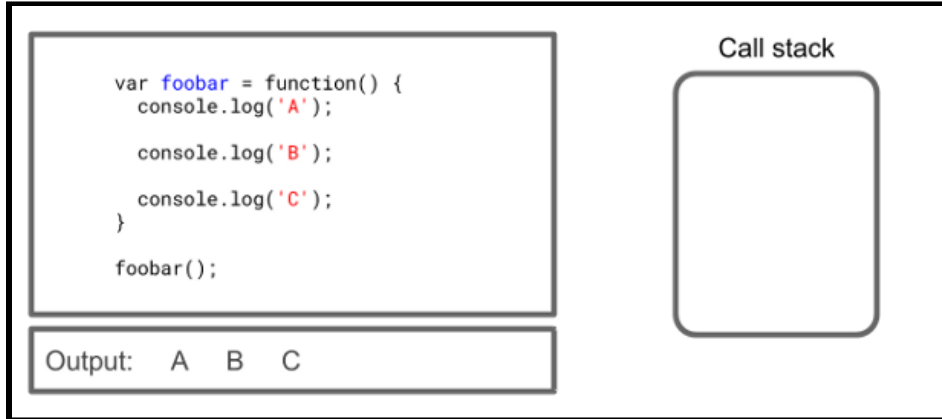 var foobar = function() {
console.log('A');
console.log('B');
console.log('C');
}
foobar();
Output: A B C
Call stack